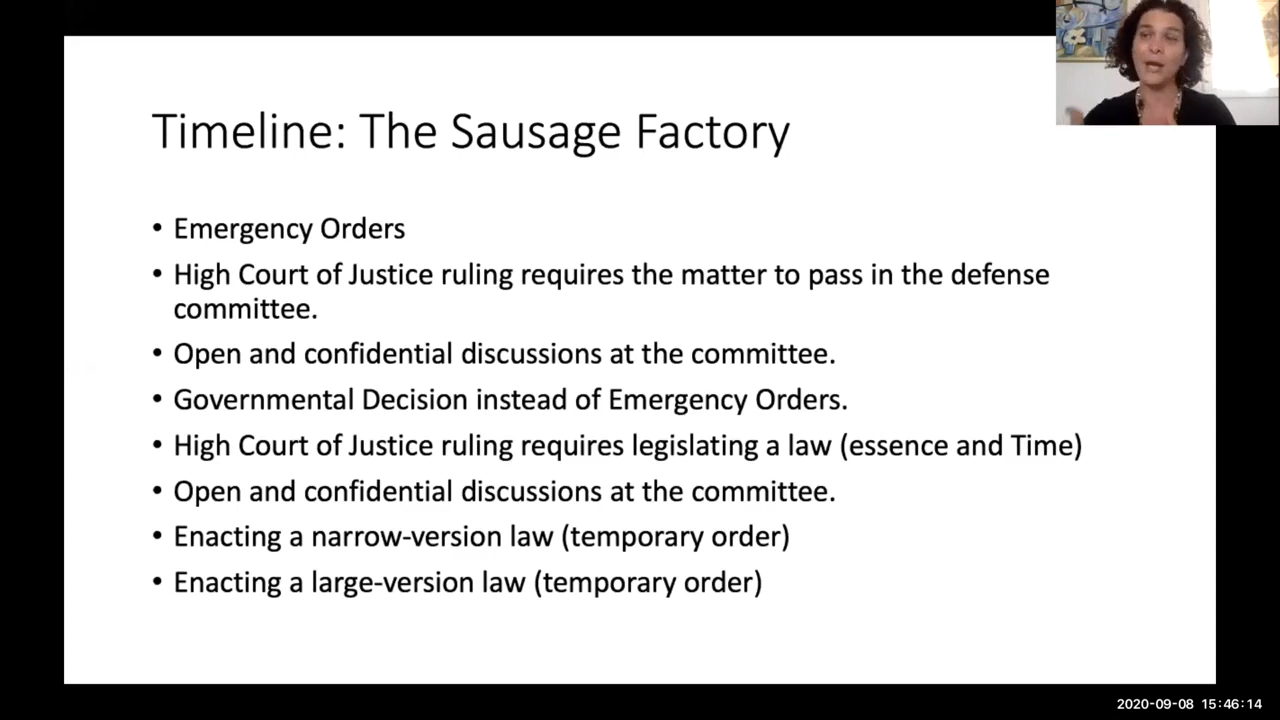 Timeline: The Sausage Factory
• Emergency Orders
• High Court of Justice ruling requires the matter to pass in the defense
committee.
• Open and confidential discussions at the committee.
• Governmental Decision instead of Emergency Orders.
• High Court of Justice ruling requires legislating a law (essence and Time)
• Open and confidential discussions at the committee.
• Enacting a narrow-version law (temporary order)
• Enacting a large-version law (temporary order)
2020-09-08 15:46:14